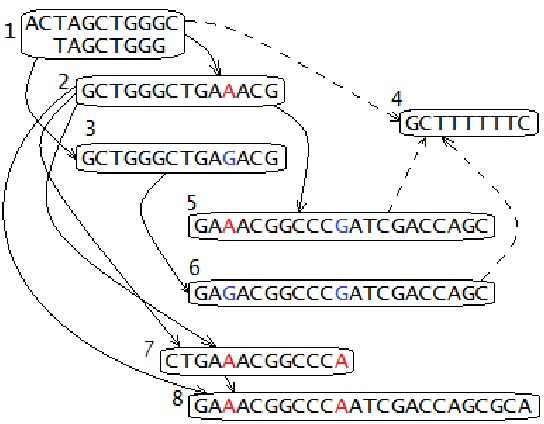 1 ACTAGCTGGGC
TAGCTGGG
2 GCTGGGCTGAAACG
3 GCTGGGCTGAGACG
4 GCTTTTTTC
5 GAAACGGCCCGATCGACCAGC
6 GAGACGGCCCGATCGACCAGC
7 CTGAAACGGCCCA
8 GAAACGGCCCAATCGACCAGCGCA